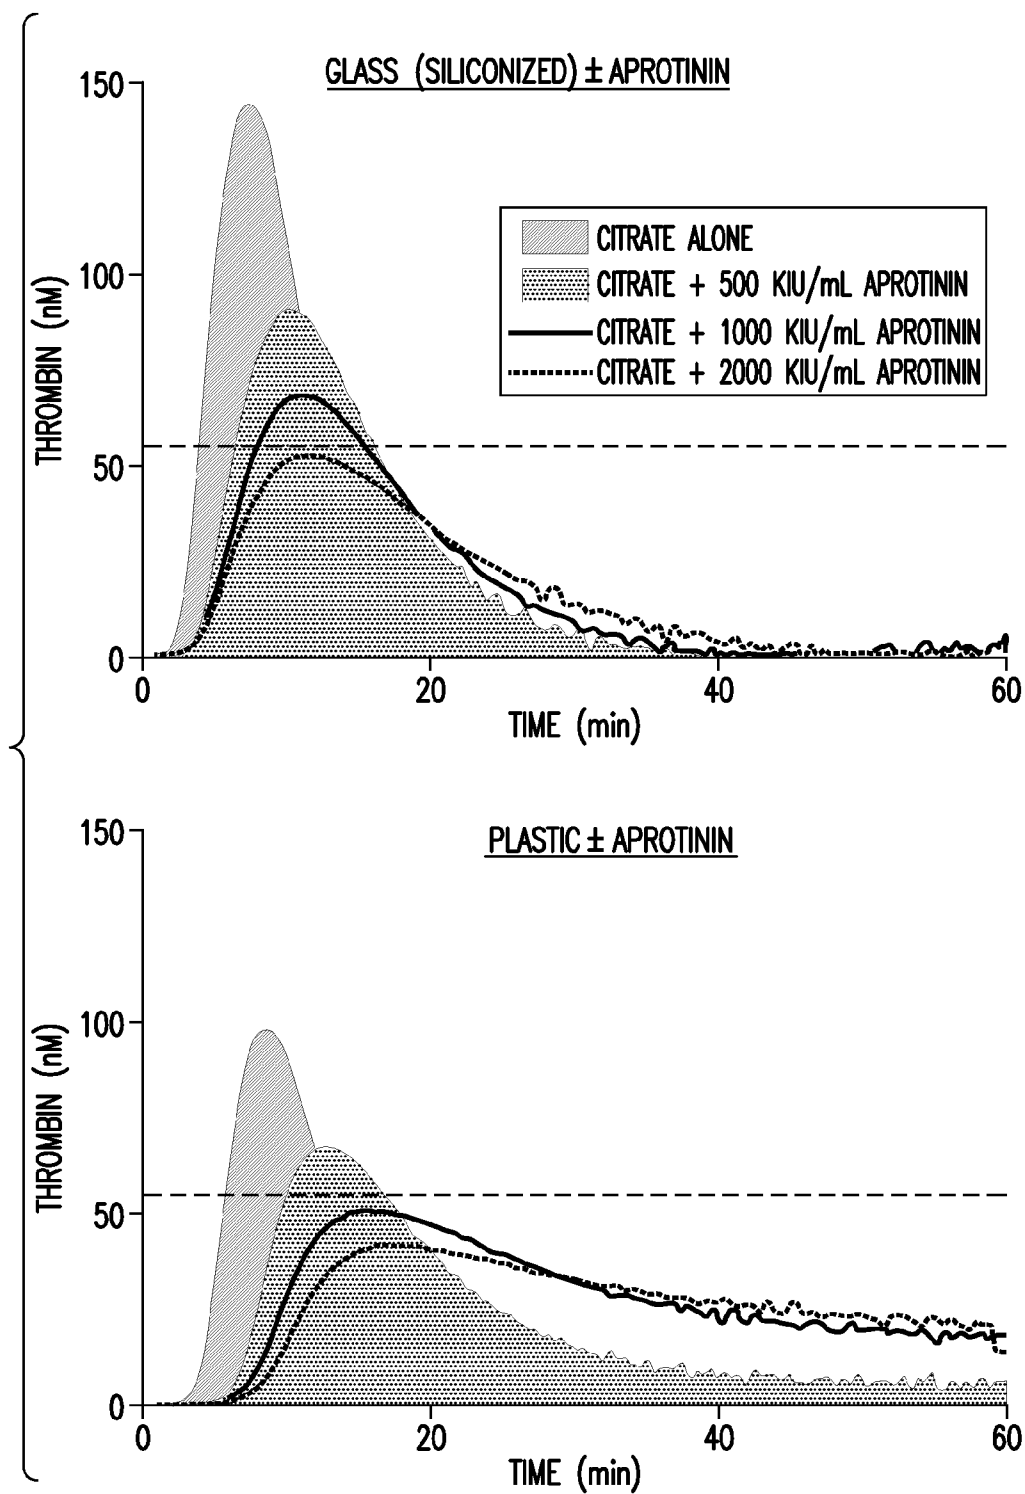 GLASS (SILICONIZED) ± APROTININ
150
100
50
0
THROMBIN (nM)
CITRATE ALONE
CITRATE + 500 KIU/mL APROTININ
CITRATE + 1000 KIU/mL APROTININ
CITRATE + 2000 KIU/mL APROTININ
0 20 40 60
TIME (min)
PLASTIC ± APROTININ
150
100
50
0
THROMBIN (nM)
0 20 40 60
TIME (min)